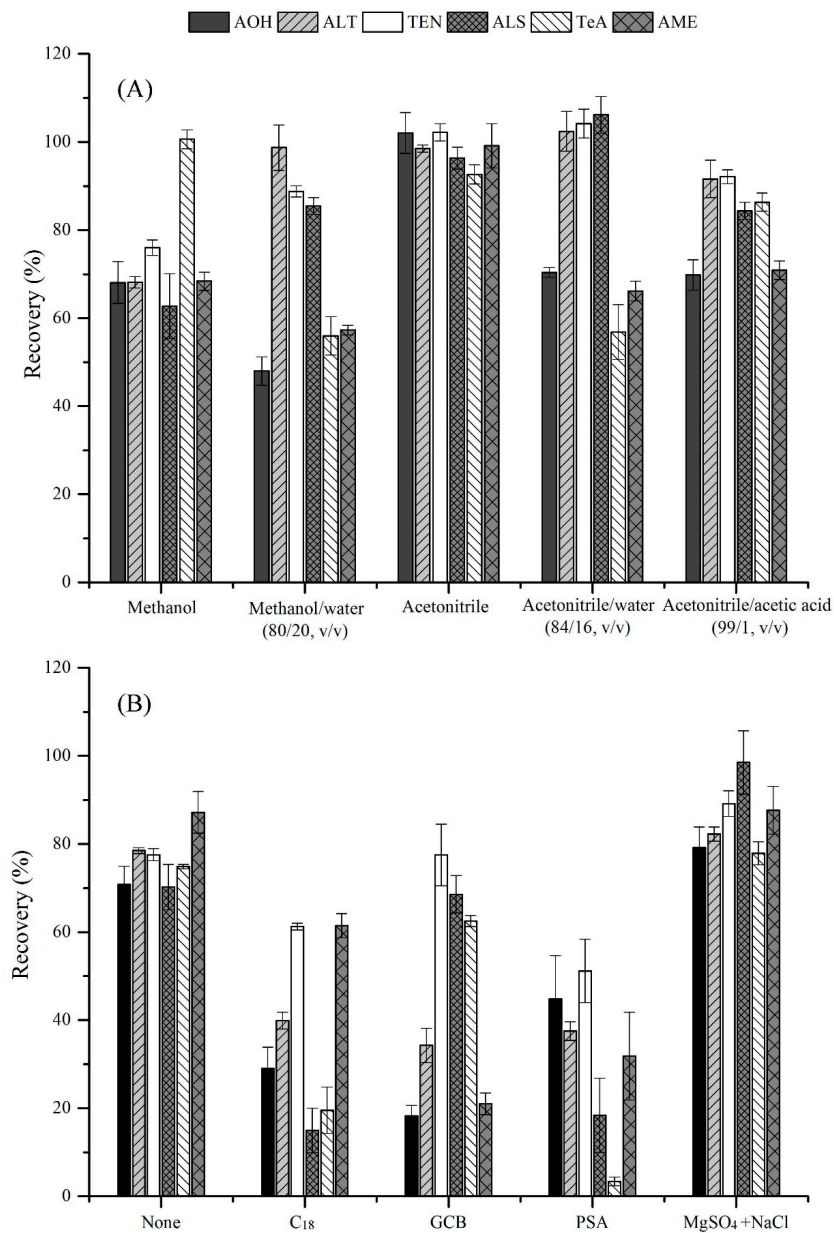 AOH ALT TEN ALS TeA AME
(A)
Recovery (%)
120
100
80
60
40
20
0
Methanol
Methanol/water
(80/20, v/v)
Acetonitrile
Acetonitrile/water
(84/16, v/v)
Acetonitrile/acetic acid
(99/1, v/v)
(B)
Recovery (%)
120
100
80
60
40
20
0
None
C₁₈
GCB
PSA
MgSO₄+NaCl